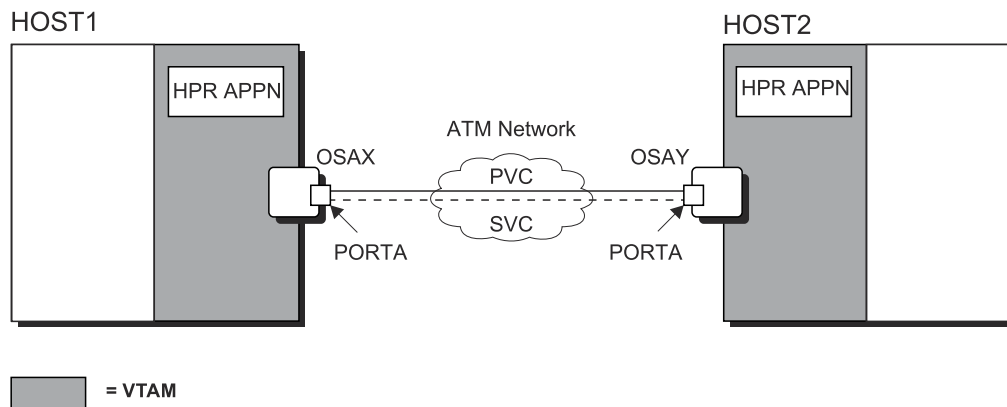 HOST1
HOST2
HPR APPN
HPR APPN
ATM Network
OSAX
OSAY
PVC
SVC
PORTA
PORTA
= VTAM